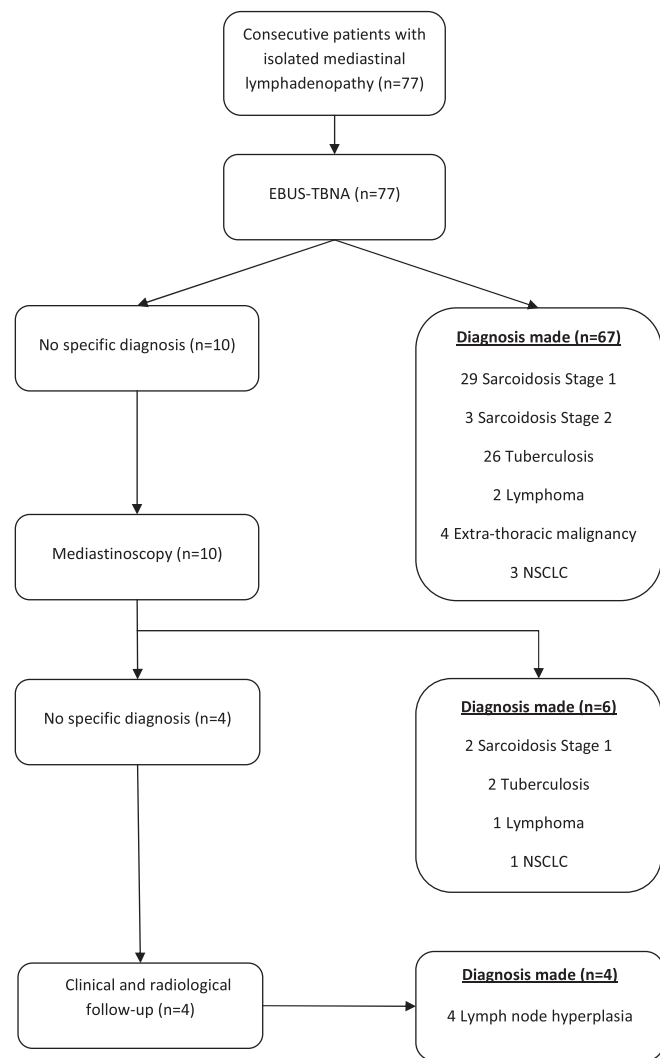 Consecutive patients with
isolated mediastinal
lymphadenopathy (n=77)
EBUS-TBNA (n=77)
No specific diagnosis (n=10)
Diagnosis made (n=67)
29 Sarcoidosis Stage 1
3 Sarcoidosis Stage 2
26 Tuberculosis
2 Lymphoma
4 Extra-thoracic malignancy
3 NSCLC
Mediastinoscopy (n=10)
No specific diagnosis (n=4)
Diagnosis made (n=6)
2 Sarcoidosis Stage 1
2 Tuberculosis
1 Lymphoma
1 NSCLC
Clinical and radiological
follow-up (n=4)
Diagnosis made (n=4)
4 Lymph node hyperplasia